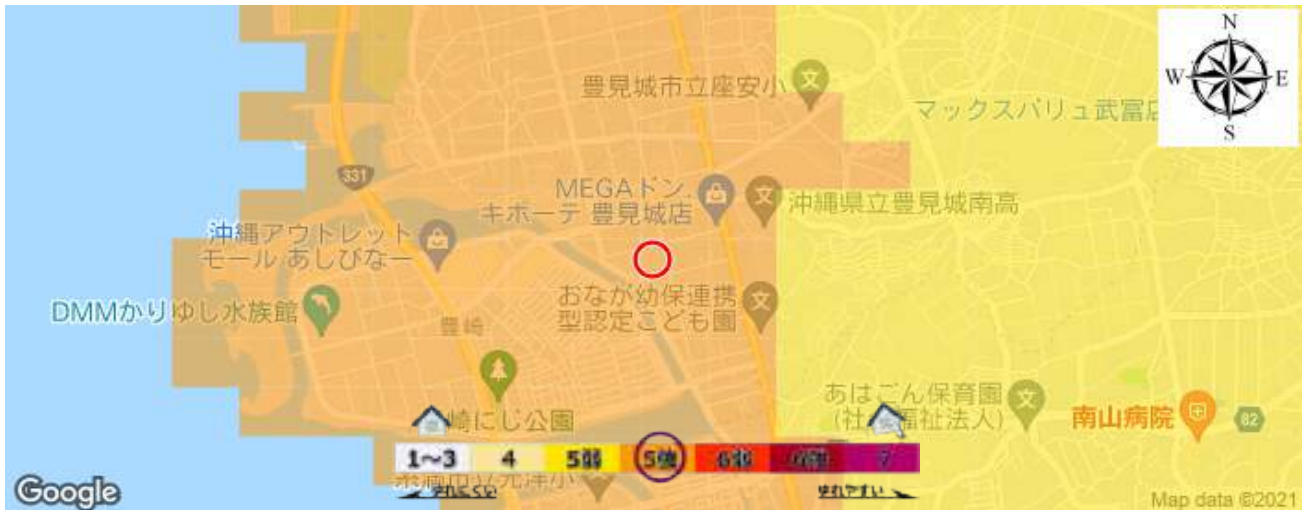 N
豊見城市立座安小
W
E
マックスバリュ武富店
S
331
MEGAドン.
キホーテ 豊見城店
沖縄県立豊見城南高
沖縄アウトレット
モール あしびなー
おなが幼保連携
型認定こども園
DMMかりゆし水族館
豊崎
あはごん保育園
(社会福祉法人)
南山病院
82
崎にじ公園
1~3
4
5弱
5強
6弱
6強
7
ゆれにくい
ゆれやすい
Google
Map data ©2021